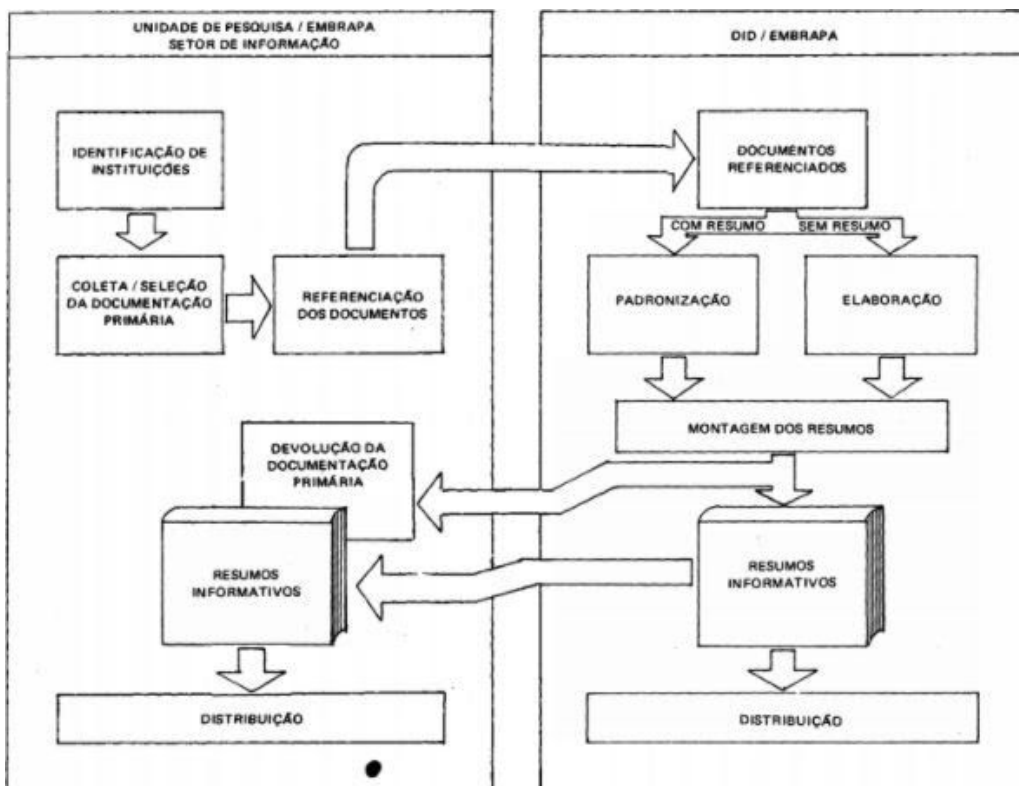 UNIDADE DE PESQUISA / EMBRAPA
SETOR DE INFORMAÇÃO
DID / EMBRAPA
IDENTIFICAÇÃO DE
INSTITUIÇÕES
COLETA / SELEÇÃO
DA DOCUMENTAÇÃO
PRIMÁRIA
REFERENCIAÇÃO
DOS DOCUMENTOS
DOCUMENTOS
REFERENCIADOS
COM RESUMO
SEM RESUMO
PADRONIZAÇÃO
ELABORAÇÃO
MONTAGEM DOS RESUMOS
DEVOLUÇÃO DA
DOCUMENTAÇÃO
PRIMÁRIA
RESUMOS
INFORMATIVOS
RESUMOS
INFORMATIVOS
DISTRIBUIÇÃO
DISTRIBUIÇÃO